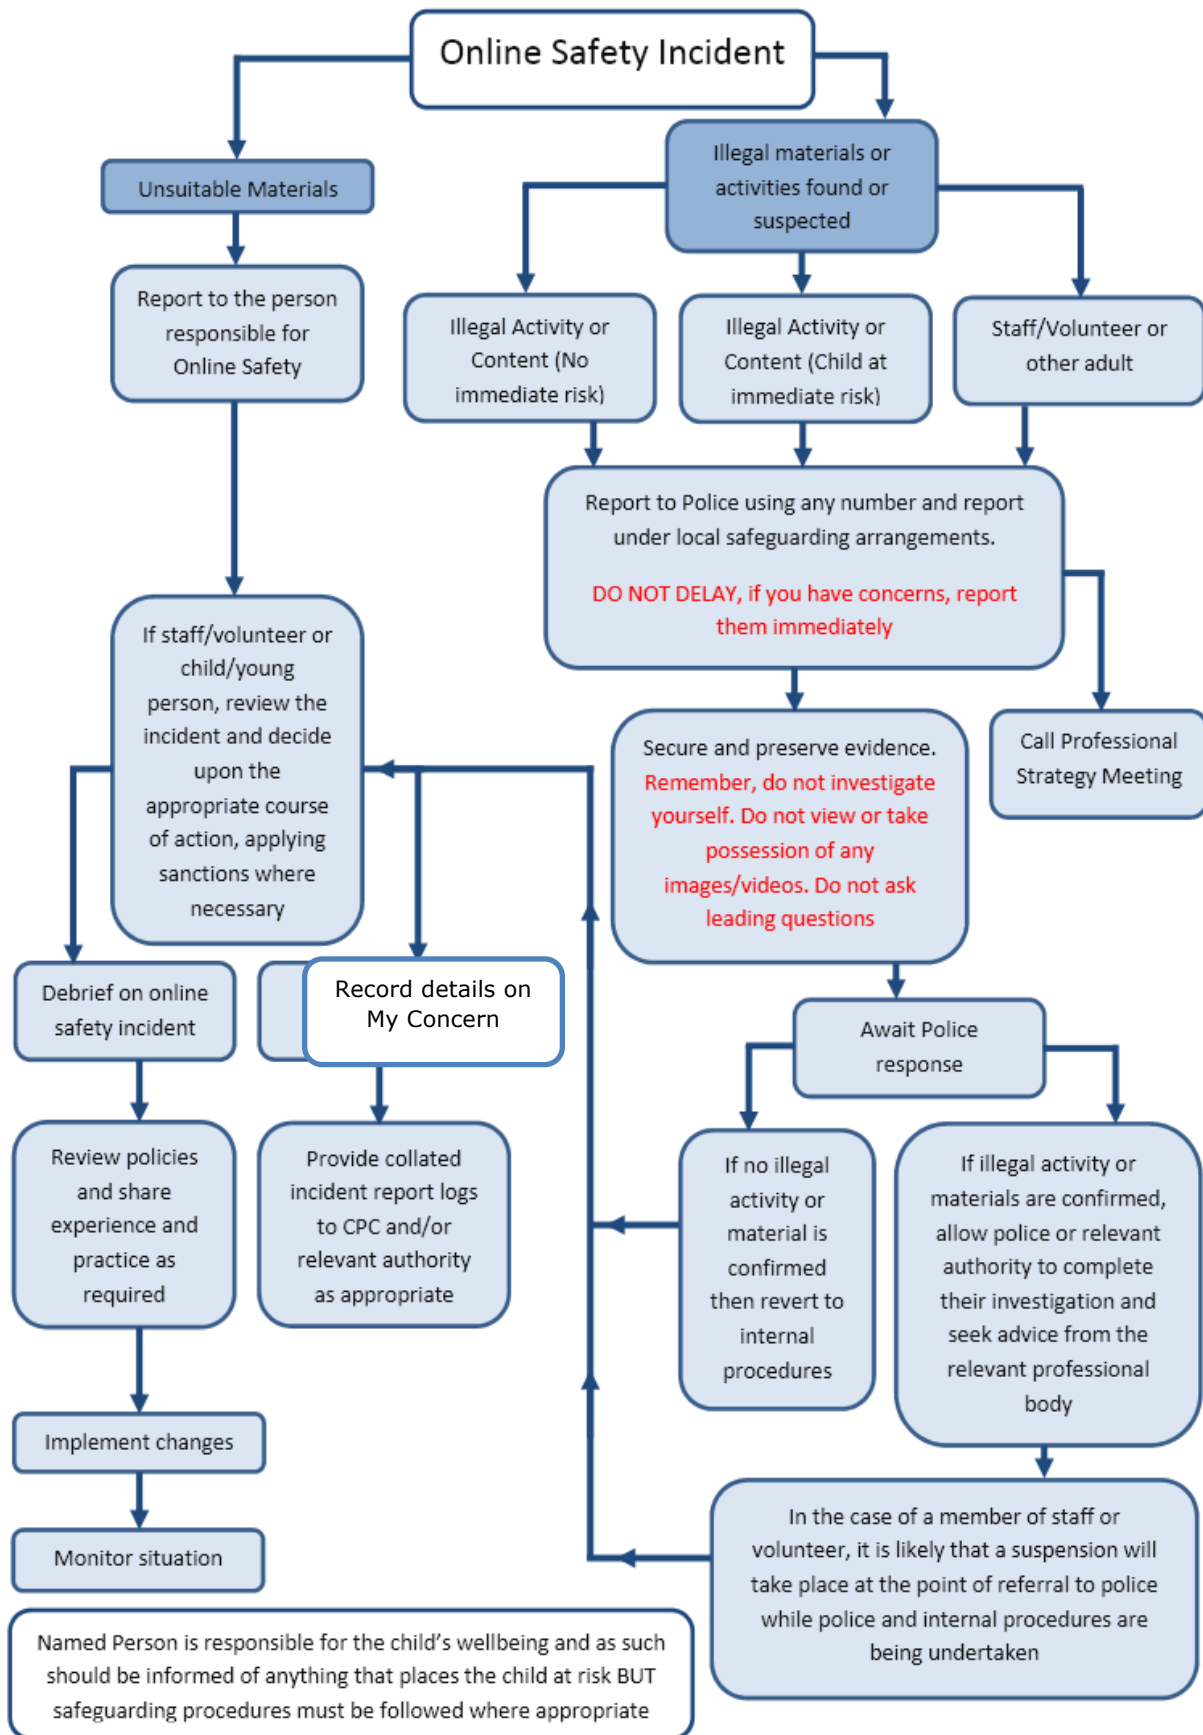 Online Safety Incident
Unsuitable Materials
Illegal materials or
activities found or
suspected
Report to the person
responsible for
Online Safety
Illegal Activity or
Content (No
immediate risk)
Illegal Activity or
Content (Child at
immediate risk)
Staff/Volunteer or
other adult
Report to Police using any number and report
under local safeguarding arrangements.
DO NOT DELAY, if you have concerns, report
them immediately
If staff/volunteer or
child/young
person, review the
incident and decide
upon the
appropriate course
of action, applying
sanctions where
necessary
Secure and preserve evidence.
Remember, do not investigate
yourself. Do not view or take
possession of any
images/videos. Do not ask
leading questions
Call Professional
Strategy Meeting
Debrief on online
safety incident
Record details on
My Concern
Await Police
response
Review policies
and share
experience and
practice as
required
Provide collated
incident report logs
to CPC and/or
relevant authority
as appropriate
If no illegal
activity or
material is
confirmed
then revert to
internal
procedures
If illegal activity or
materials are confirmed,
allow police or relevant
authority to complete
their investigation and
seek advice from the
relevant professional
body
Implement changes
Monitor situation
In the case of a member of staff or
volunteer, it is likely that a suspension will
take place at the point of referral to police
while police and internal procedures are
being undertaken
Named Person is responsible for the child's wellbeing and as such
should be informed of anything that places the child at risk BUT
safeguarding procedures must be followed where appropriate